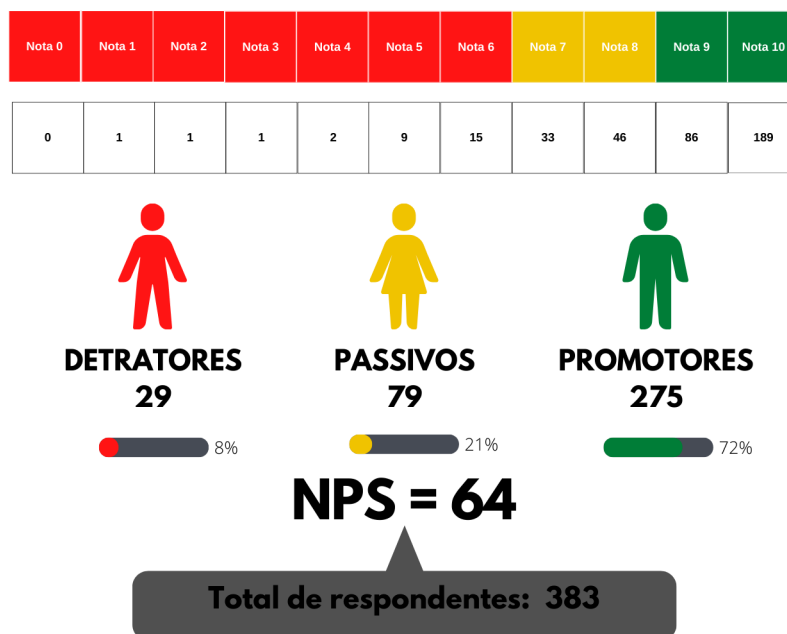 Nota 0 Nota 1 Nota 2 Nota 3 Nota 4 Nota 5 Nota 6 Nota 7 Nota 8 Nota 9 Nota 10
0 1 1 1 2 9 15 33 46 86 189
DETRATORES PASSIVOS PROMOTORES
29 79 275
8% 21% 72%
NPS = 64
Total de respondentes: 383